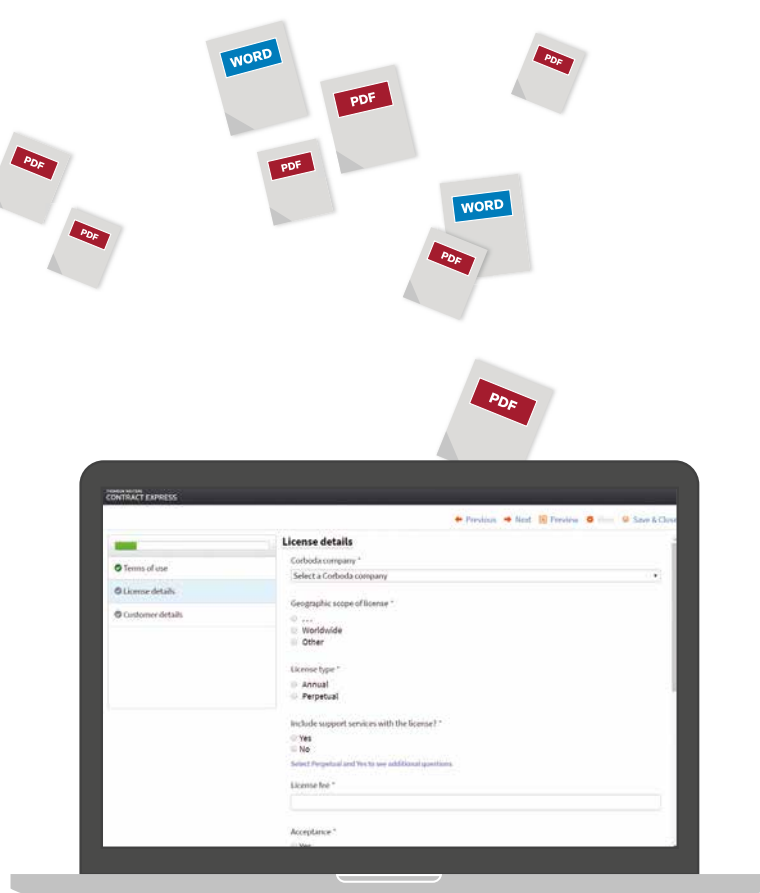 WORD
PDF
PDF
PDF
PDF
PDF
WORD
PDF
PDF
THOMSON REUTERS
CONTRACT EXPRESS
Previous Next Preview Save & Close
License details
Terms of use
License details
Customer details
Corboda company *
Select a Corboda company
Geographic scope of license *
...
Worldwide
Other
License type *
Annual
Perpetual
Include support services with the license? *
Yes
No
Select Perpetual and Yes to see additional questions
License fee *
Acceptance *
Yes